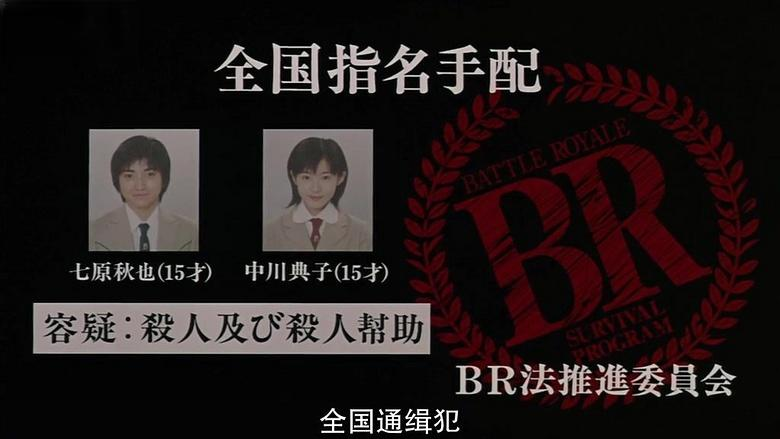 全国指名手配
七原秋也(15才)
中川典子(15才)
容疑：殺人及び殺人幇助
BATTLE ROYALE
BR
SURVIVAL
PROGRAM
BR法推進委員会
全国通缉犯